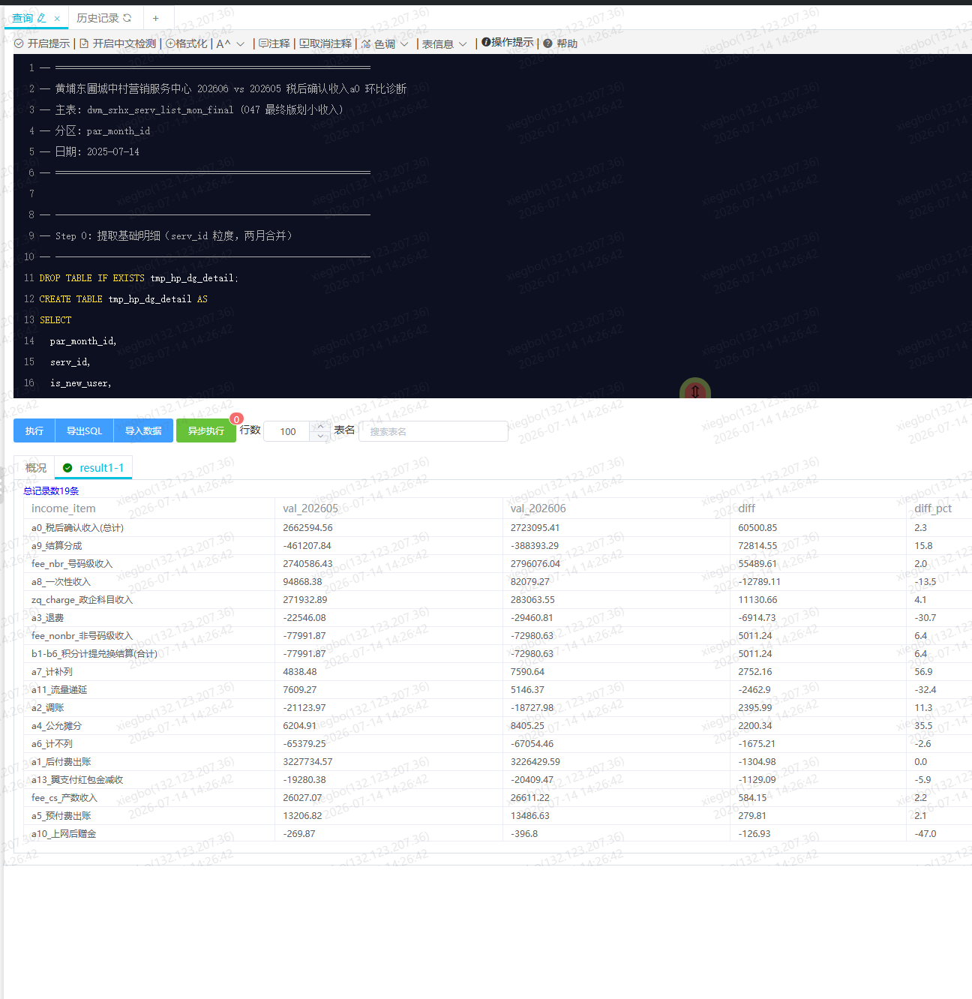 查询 历史记录 +
开启提示 | 开启中文检测 | 格式化 | A^ | 注释 | 取消注释 | 色调 | 表信息 | 操作提示 | 帮助
1 — ════════════════════
2 — 黄埔东圃城中村营销服务中心 202606 vs 202605 税后确认收入a0 环比诊断
3 — 主表: dwm_srhx_serv_list_mon_final (047 最终版划小收入)
4 — 分区: par_month_id
5 — 日期: 2025-07-14
6 — ════════════════════
7
8 — ────────────────────
9 — Step 0: 提取基础明细（serv_id 粒度，两月合并）
10 — ────────────────────
11 DROP TABLE IF EXISTS tmp_hp_dg_detail;
12 CREATE TABLE tmp_hp_dg_detail AS
13 SELECT
14 par_month_id,
15 serv_id,
16 is_new_user,
执行 导出SQL 导入数据 异步执行 0 行数 100 表名 搜索表名
概况 result1-1
总记录数19条
income_item val_202605 val_202606 diff diff_pct
a0_税后确认收入(总计) 2662594.56 2723095.41 60500.85 2.3
a9_结算分成 -461207.84 -388393.29 72814.55 15.8
fee_nbr_号码级收入 2740586.43 2796076.04 55489.61 2.0
a8_一次性收入 94868.38 82079.27 -12789.11 -13.5
zq_charge_政企科目收入 271932.89 283063.55 11130.66 4.1
a3_退费 -22546.08 -29460.81 -6914.73 -30.7
fee_nonbr_非号码级收入 -77991.87 -72980.63 5011.24 6.4
b1-b6_积分计提兑换结算(合计) -77991.87 -72980.63 5011.24 6.4
a7_计补列 4838.48 7590.64 2752.16 56.9
a11_流量递延 7609.27 5146.37 -2462.9 -32.4
a2_调账 -21123.97 -18727.98 2395.99 11.3
a4_公允摊分 6204.91 8405.25 2200.34 35.5
a6_计不列 -65379.25 -67054.46 -1675.21 -2.6
a1_后付费出账 3227734.57 3226429.59 -1304.98 0.0
a13_翼支付红包金减收 -19280.38 -20409.47 -1129.09 -5.9
fee_cs_产数收入 26027.07 26611.22 584.15 2.2
a5_预付费出账 13206.82 13486.63 279.81 2.1
a10_上网后赠金 -269.87 -396.8 -126.93 -47.0
xiegbo(132.123.207.36)
2026-07-14 14:26:42